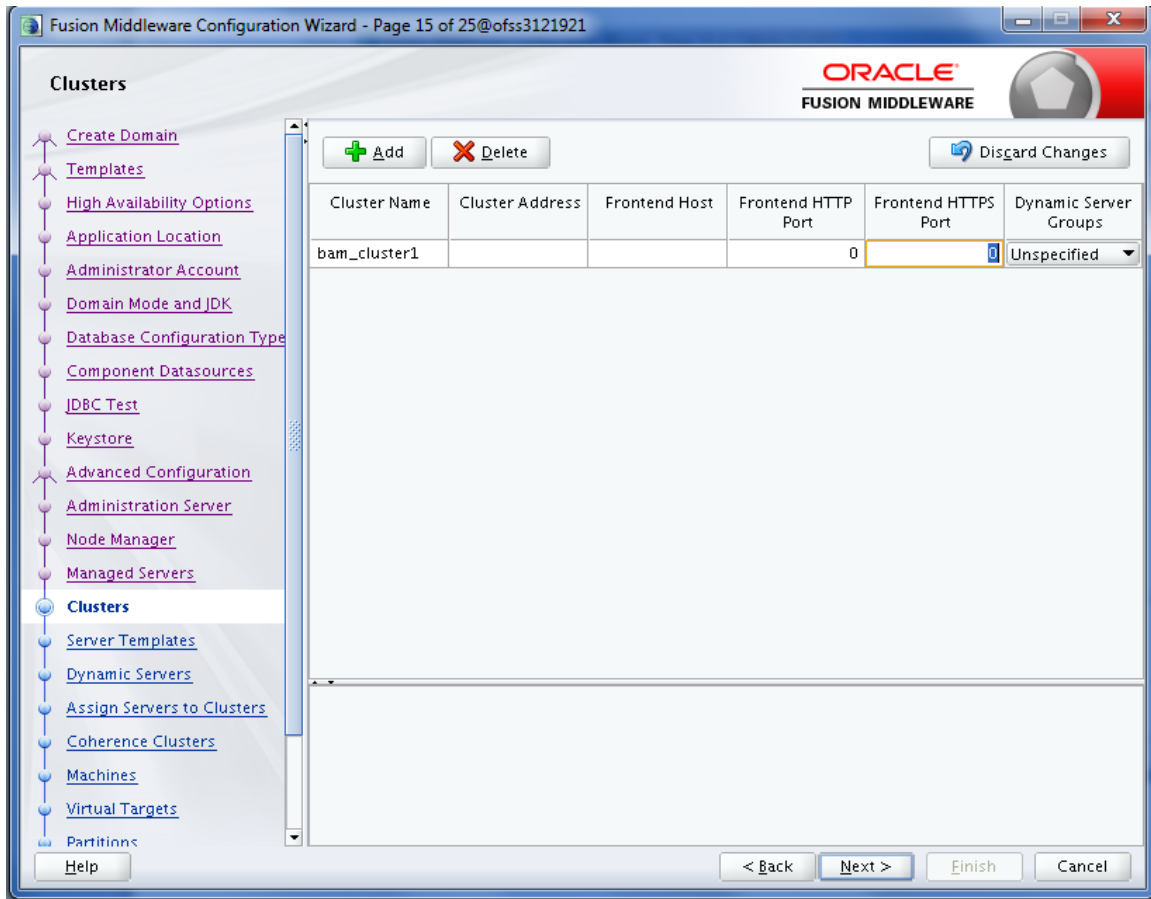 Fusion Middleware Configuration Wizard - Page 15 of 25@ofss3121921
Clusters
ORACLE
FUSION MIDDLEWARE
Create Domain
Templates
High Availability Options
Application Location
Administrator Account
Domain Mode and JDK
Database Configuration Type
Component Datasources
JDBC Test
Keystore
Advanced Configuration
Administration Server
Node Manager
Managed Servers
Clusters
Server Templates
Dynamic Servers
Assign Servers to Clusters
Coherence Clusters
Machines
Virtual Targets
Partitions
Add Delete Discard Changes
Cluster Name Cluster Address Frontend Host Frontend HTTP Frontend HTTPS Dynamic Server
Port Port Groups
bam_cluster1 0 0 Unspecified
Help < Back Next > Finish Cancel